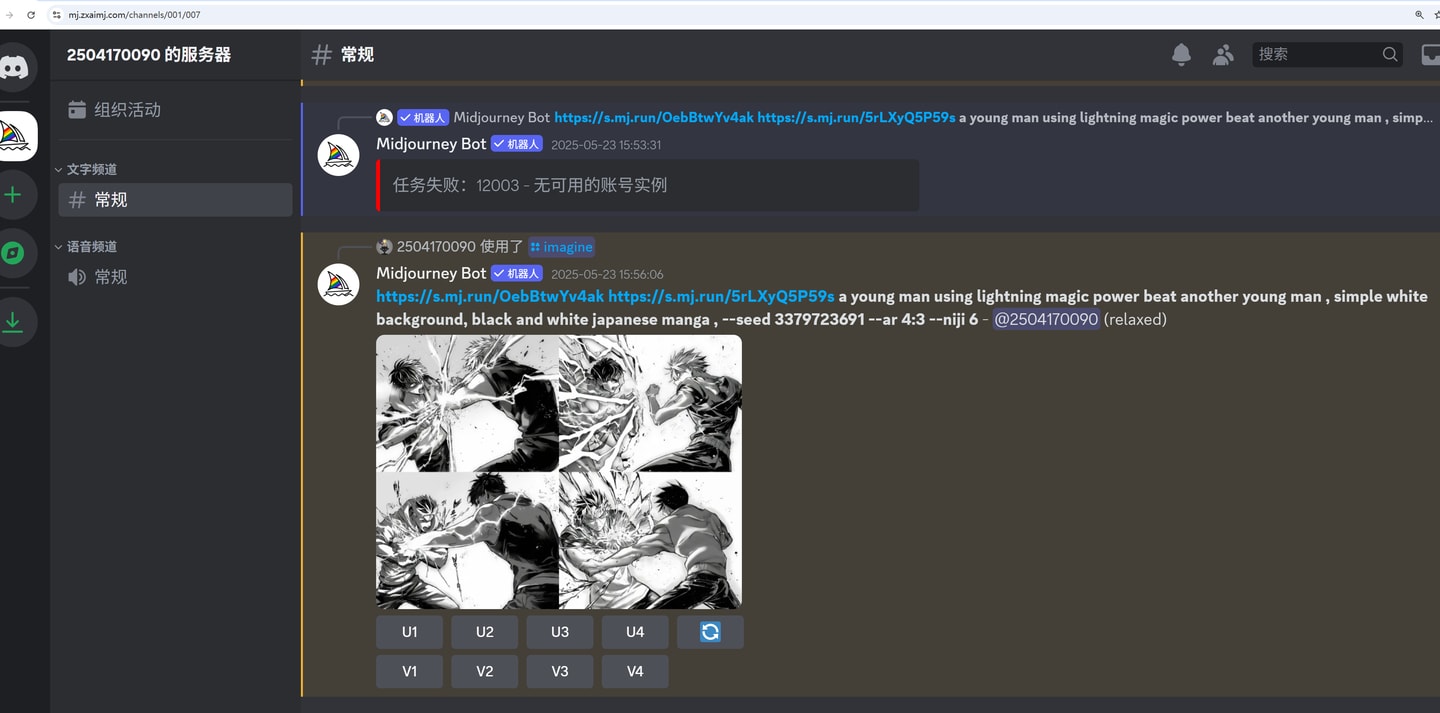 mj.zxaimj.com/channels/001/007
2504170090 的服务器
常规
搜索
组织活动
文字频道
常规
语音频道
常规
机器人 Midjourney Bot https://s.mj.run/OebBtwYv4ak https://s.mj.run/5rLXyQ5P59s a young man using lightning magic power beat another young man , simp...
Midjourney Bot 机器人 2025-05-23 15:53:31
任务失败：12003 - 无可用的账号实例
2504170090 使用了 imagine
Midjourney Bot 机器人 2025-05-23 15:56:06
https://s.mj.run/OebBtwYv4ak https://s.mj.run/5rLXyQ5P59s a young man using lightning magic power beat another young man , simple white
background, black and white japanese manga , --seed 3379723691 --ar 4:3 --niji 6 - @2504170090 (relaxed)
U1 U2 U3 U4
V1 V2 V3 V4